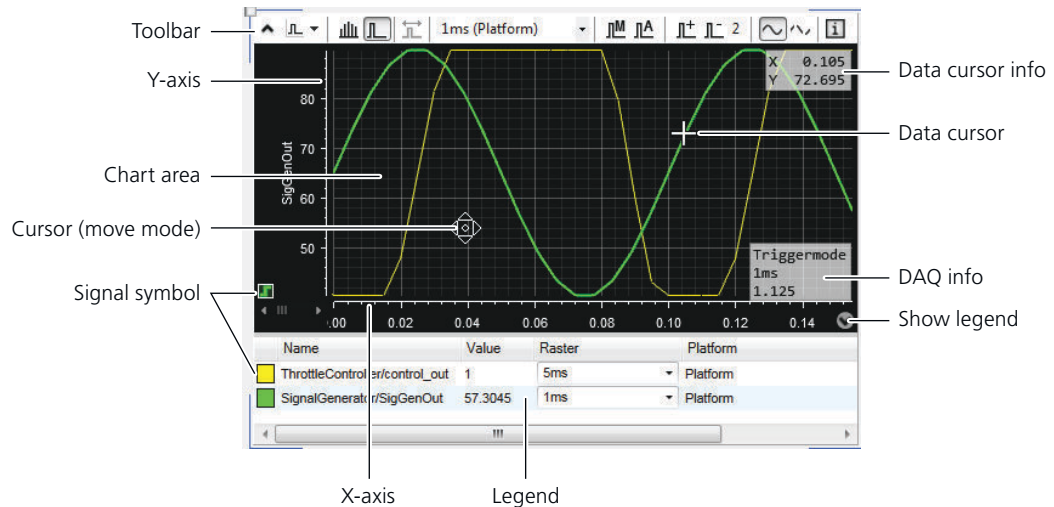 Toolbar
1ms (Platform)
2
Y-axis
X 0.105
Y 72.695
Data cursor info
80
Data cursor
70
SigGenOut
Chart area
60
Cursor (move mode)
50
Triggermode
1ms
1.125
DAQ info
Signal symbol
.00 0.02 0.04 0.06 0.08 0.10 0.12 0.14
Show legend
Name Value Raster Platform
ThrottleController/control_out 1 5ms Platform
SignalGenerator/SigGenOut 57.3045 1ms Platform
X-axis Legend